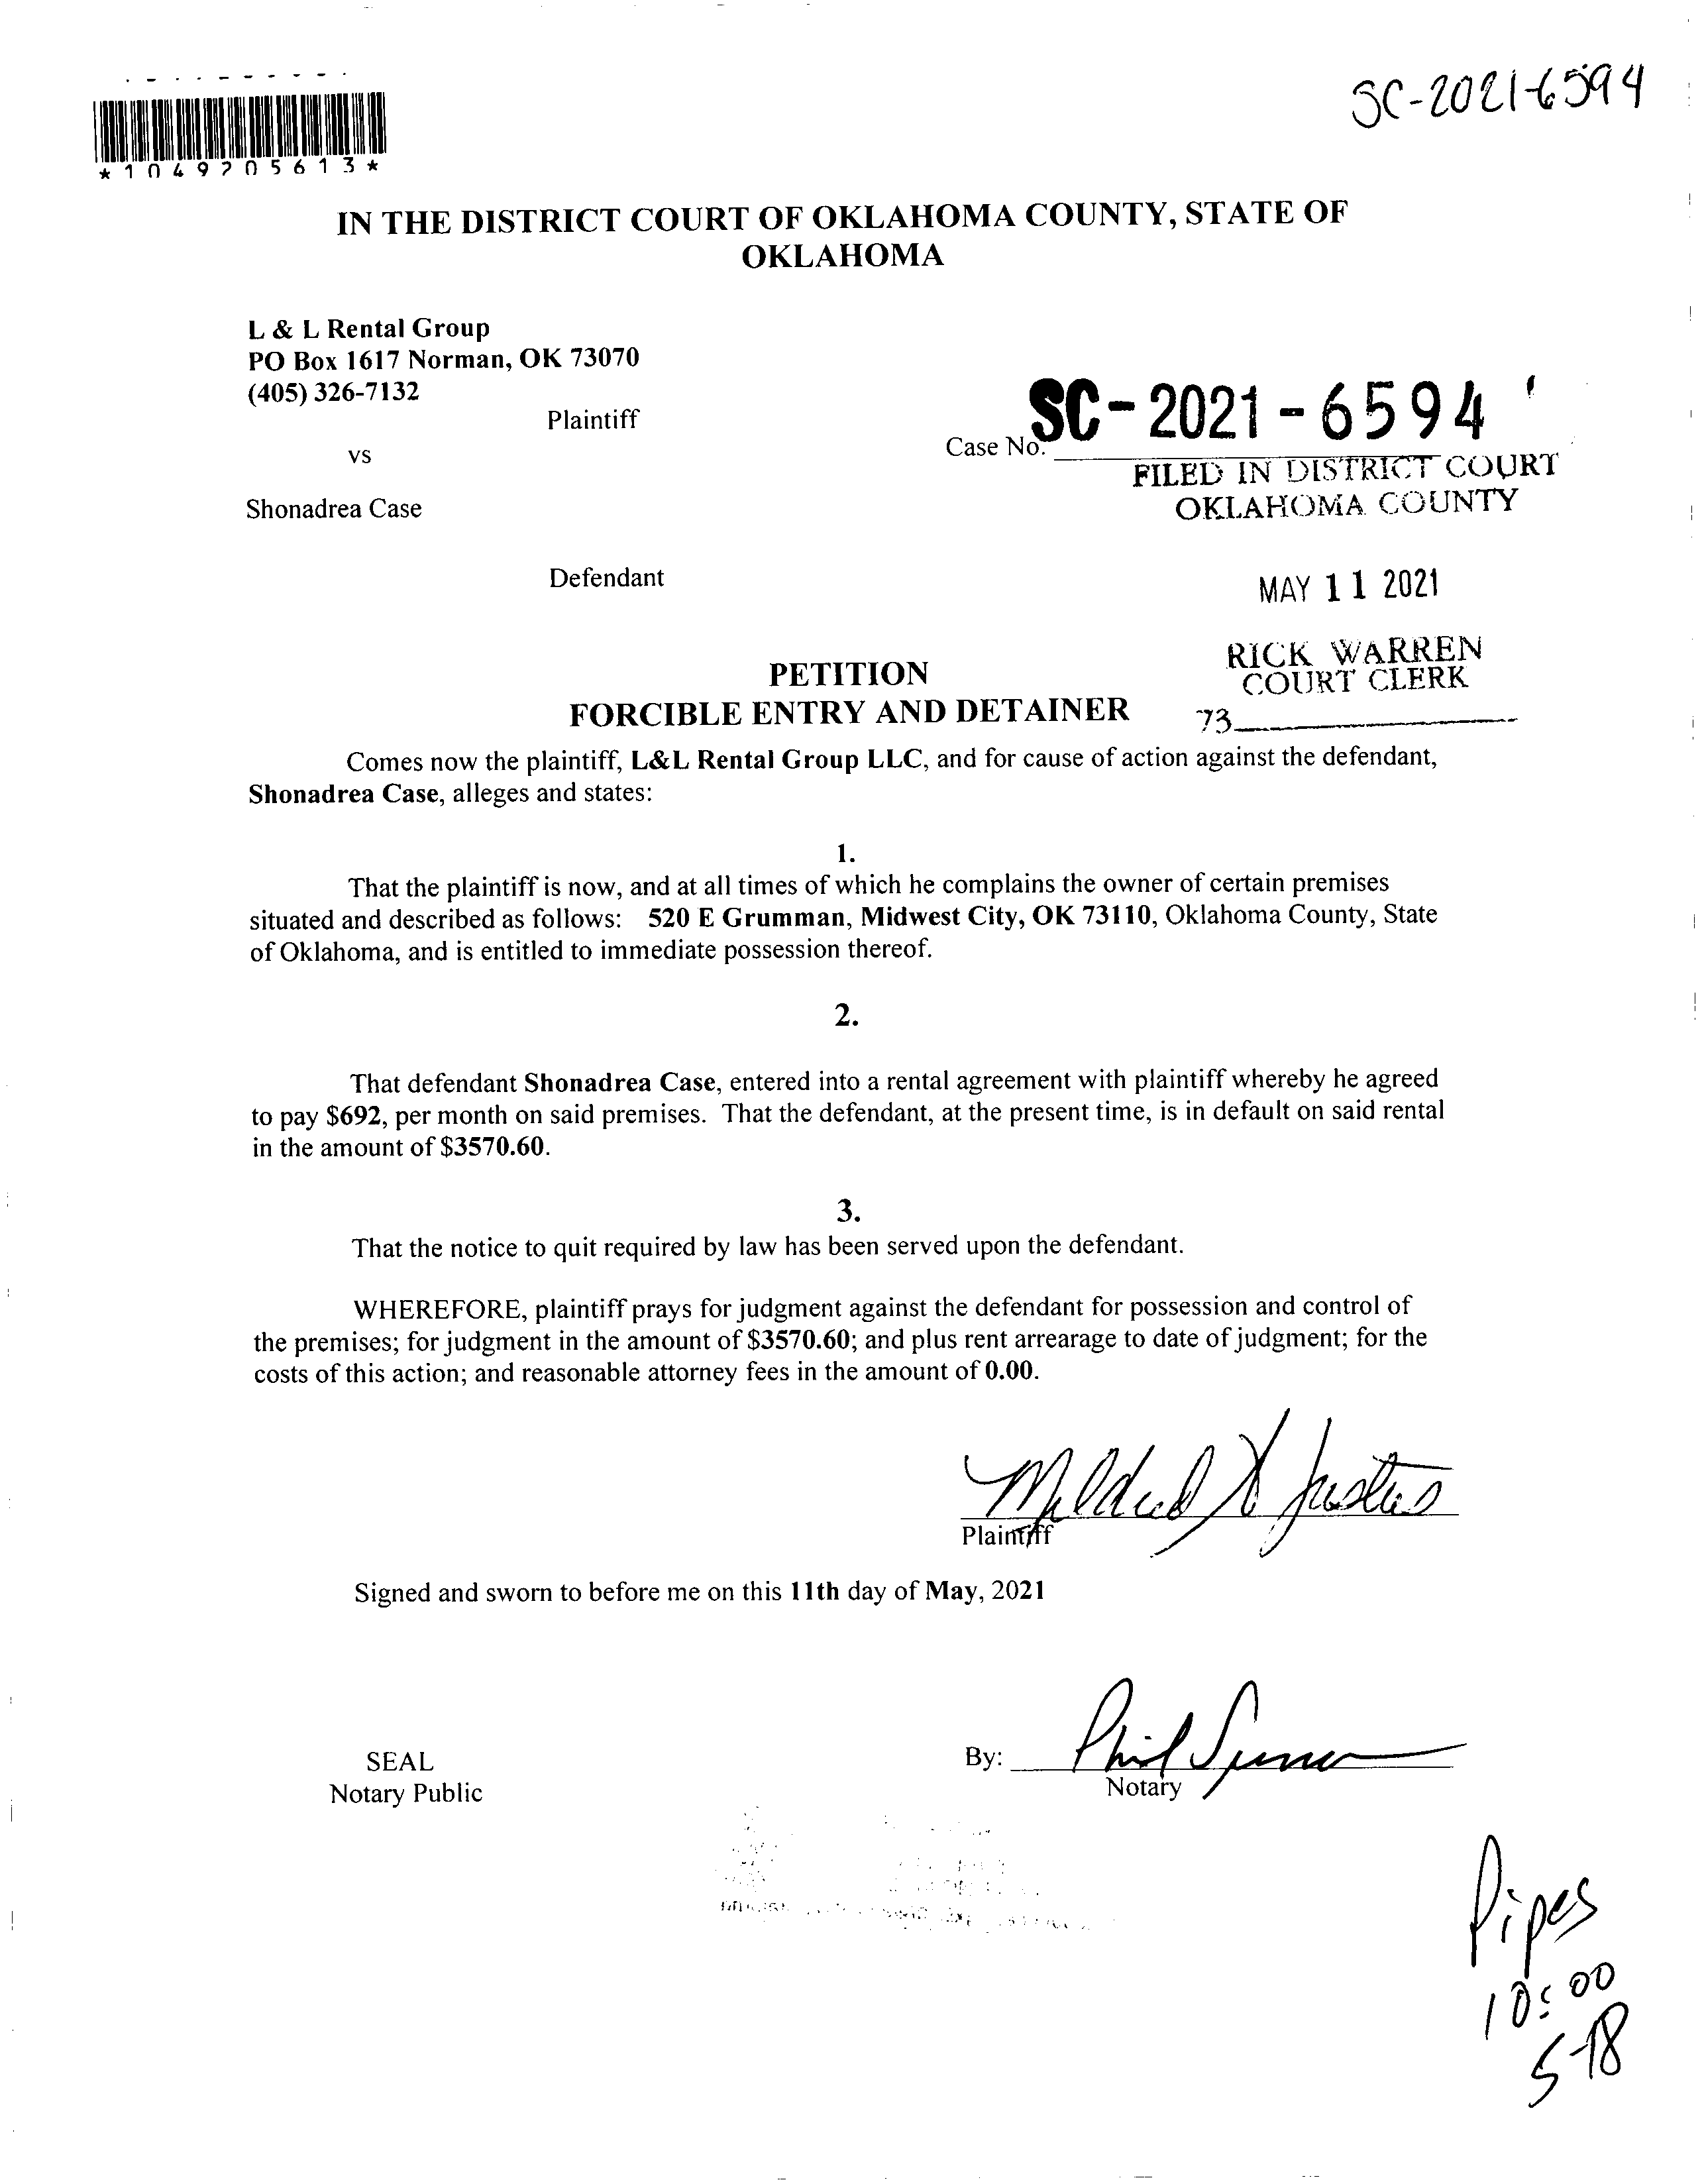 SC-2021-6594
*1049705613*
IN THE DISTRICT COURT OF OKLAHOMA COUNTY, STATE OF
OKLAHOMA
L & L Rental Group
PO Box 1617 Norman, OK 73070
(405) 326-7132
Plaintiff
vs
Case No. SC-2021-6594
FILED IN DISTRICT COURT
OKLAHOMA COUNTY
Shonadrea Case
Defendant
MAY 11 2021
RICK WARREN
COURT CLERK
73
PETITION
FORCIBLE ENTRY AND DETAINER
Comes now the plaintiff, L&L Rental Group LLC, and for cause of action against the defendant,
Shonadrea Case, alleges and states:
1.
That the plaintiff is now, and at all times of which he complains the owner of certain premises
situated and described as follows: 520 E Grumman, Midwest City, OK 73110, Oklahoma County, State
of Oklahoma, and is entitled to immediate possession thereof.
2.
That defendant Shonadrea Case, entered into a rental agreement with plaintiff whereby he agreed
to pay $692, per month on said premises. That the defendant, at the present time, is in default on said rental
in the amount of $3570.60.
3.
That the notice to quit required by law has been served upon the defendant.
WHEREFORE, plaintiff prays for judgment against the defendant for possession and control of
the premises; for judgment in the amount of $3570.60; and plus rent arrearage to date of judgment; for the
costs of this action; and reasonable attorney fees in the amount of 0.00.
Mildred Justus
Plaintiff
Signed and sworn to before me on this 11th day of May, 2021
SEAL
Notary Public
By: Phil
Notary
Pipes
10:00
5-18